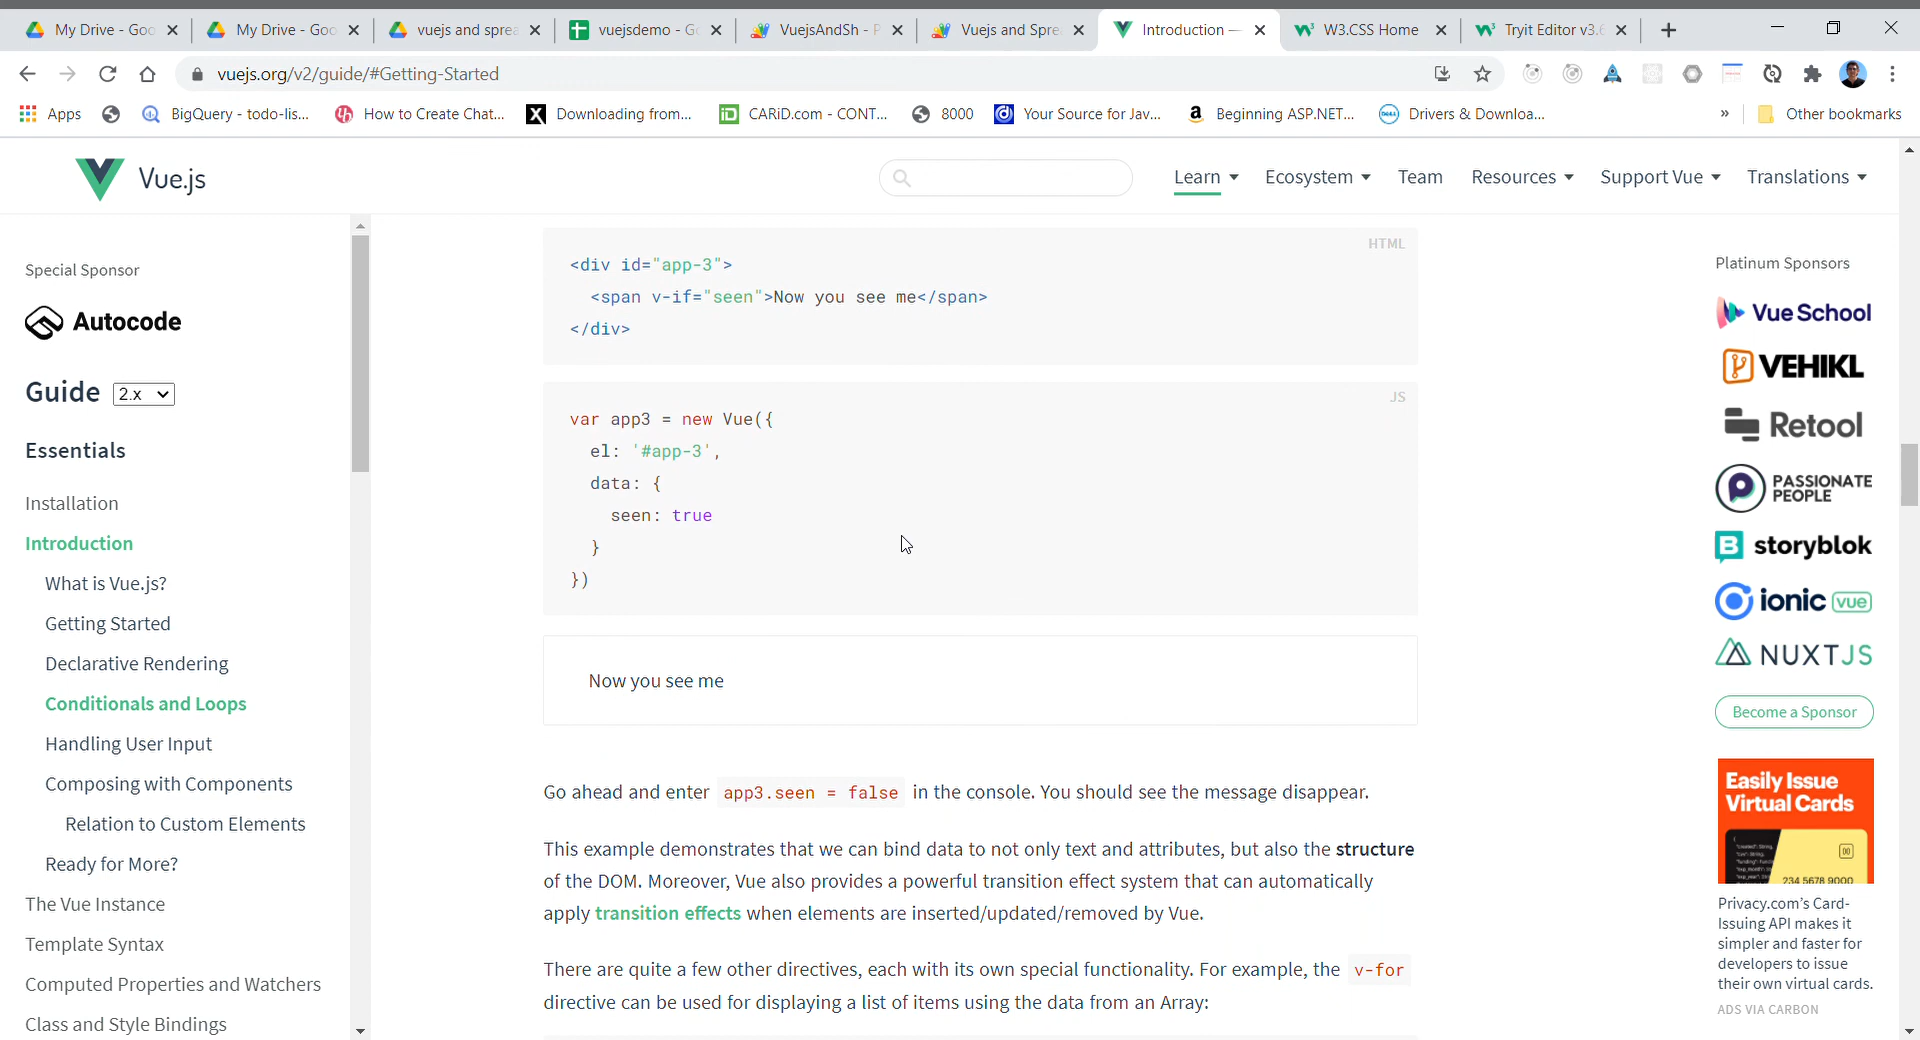 My Drive - Goo
My Drive - Goo
vuejs and sprea
vuejsdemo - Go
VuejsAndSh - P
Vuejs and Spre
Introduction —
W3.CSS Home
Tryit Editor v3.6
vuejs.org/v2/guide/#Getting-Started
Apps
BigQuery - todo-lis...
How to Create Chat...
Downloading from...
CARiD.com - CONT...
8000
Your Source for Jav...
Beginning ASP.NET...
Drivers & Downloa...
»
Other bookmarks
Vue.js
Learn
Ecosystem
Team
Resources
Support Vue
Translations
Special Sponsor
Autocode
Guide 2.x
Essentials
Installation
Introduction
What is Vue.js?
Getting Started
Declarative Rendering
Conditionals and Loops
Handling User Input
Composing with Components
Relation to Custom Elements
Ready for More?
The Vue Instance
Template Syntax
Computed Properties and Watchers
Class and Style Bindings
HTML
<div id="app-3">
<span v-if="seen">Now you see me</span>
</div>
JS
var app3 = new Vue({
el: '#app-3',
data: {
seen: true
}
})
Now you see me
Go ahead and enter app3.seen = false in the console. You should see the message disappear.
This example demonstrates that we can bind data to not only text and attributes, but also the structure
of the DOM. Moreover, Vue also provides a powerful transition effect system that can automatically
apply transition effects when elements are inserted/updated/removed by Vue.
There are quite a few other directives, each with its own special functionality. For example, the v-for
directive can be used for displaying a list of items using the data from an Array:
Platinum Sponsors
Vue School
VEHIKL
Retool
PASSIONATE
PEOPLE
storyblok
ionic vue
NUXTJS
Become a Sponsor
Easily Issue
Virtual Cards
234 5678 9000
Privacy.com's Card-
Issuing API makes it
simpler and faster for
developers to issue
their own virtual cards.
ADS VIA CARBON